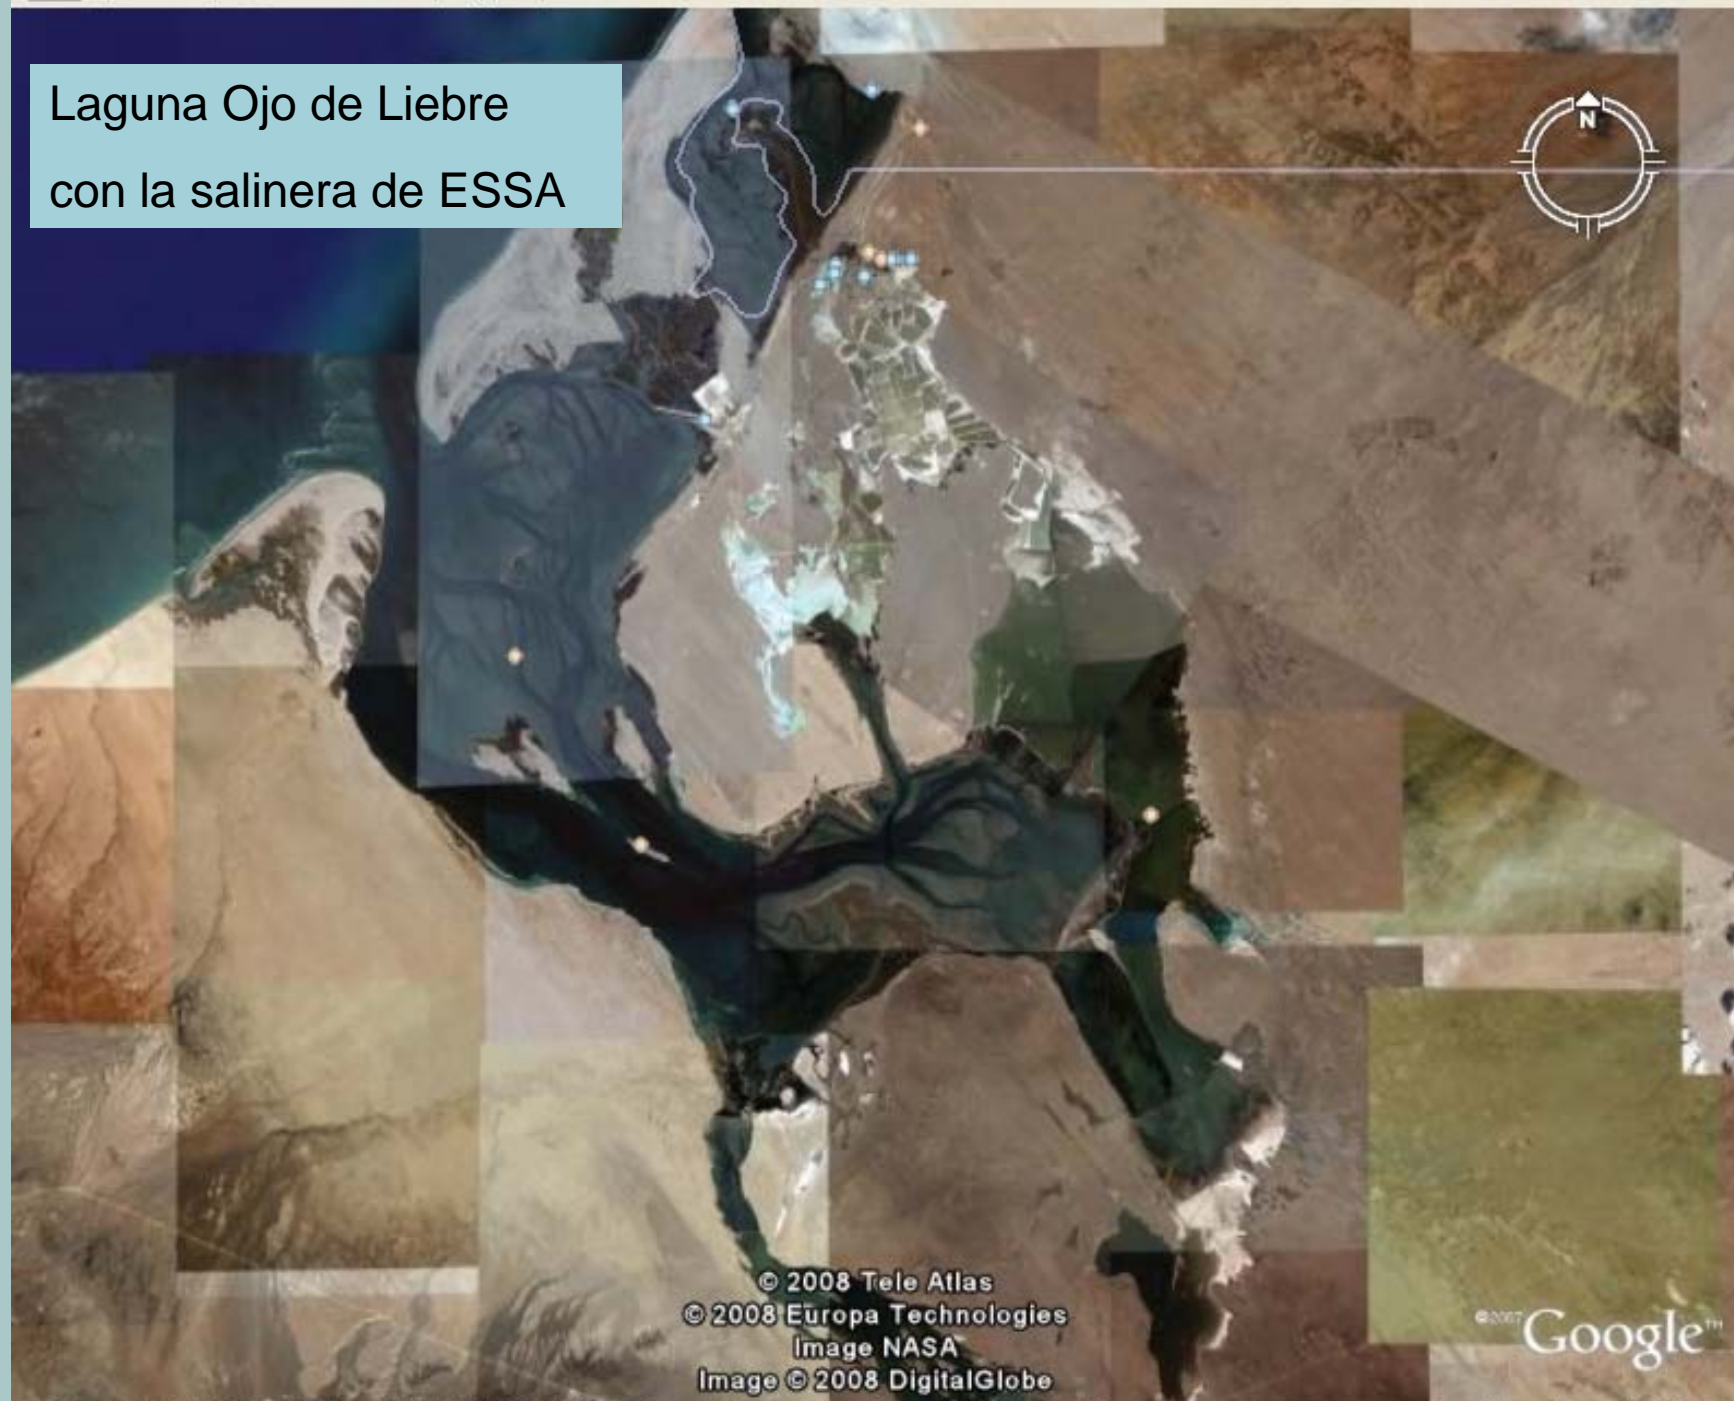 Laguna Ojo de Liebre
con la salinera de ESSA
N
© 2008 Tele Atlas
© 2008 Europa Technologies
Image NASA
Image © 2008 DigitalGlobe
©2007 Google™